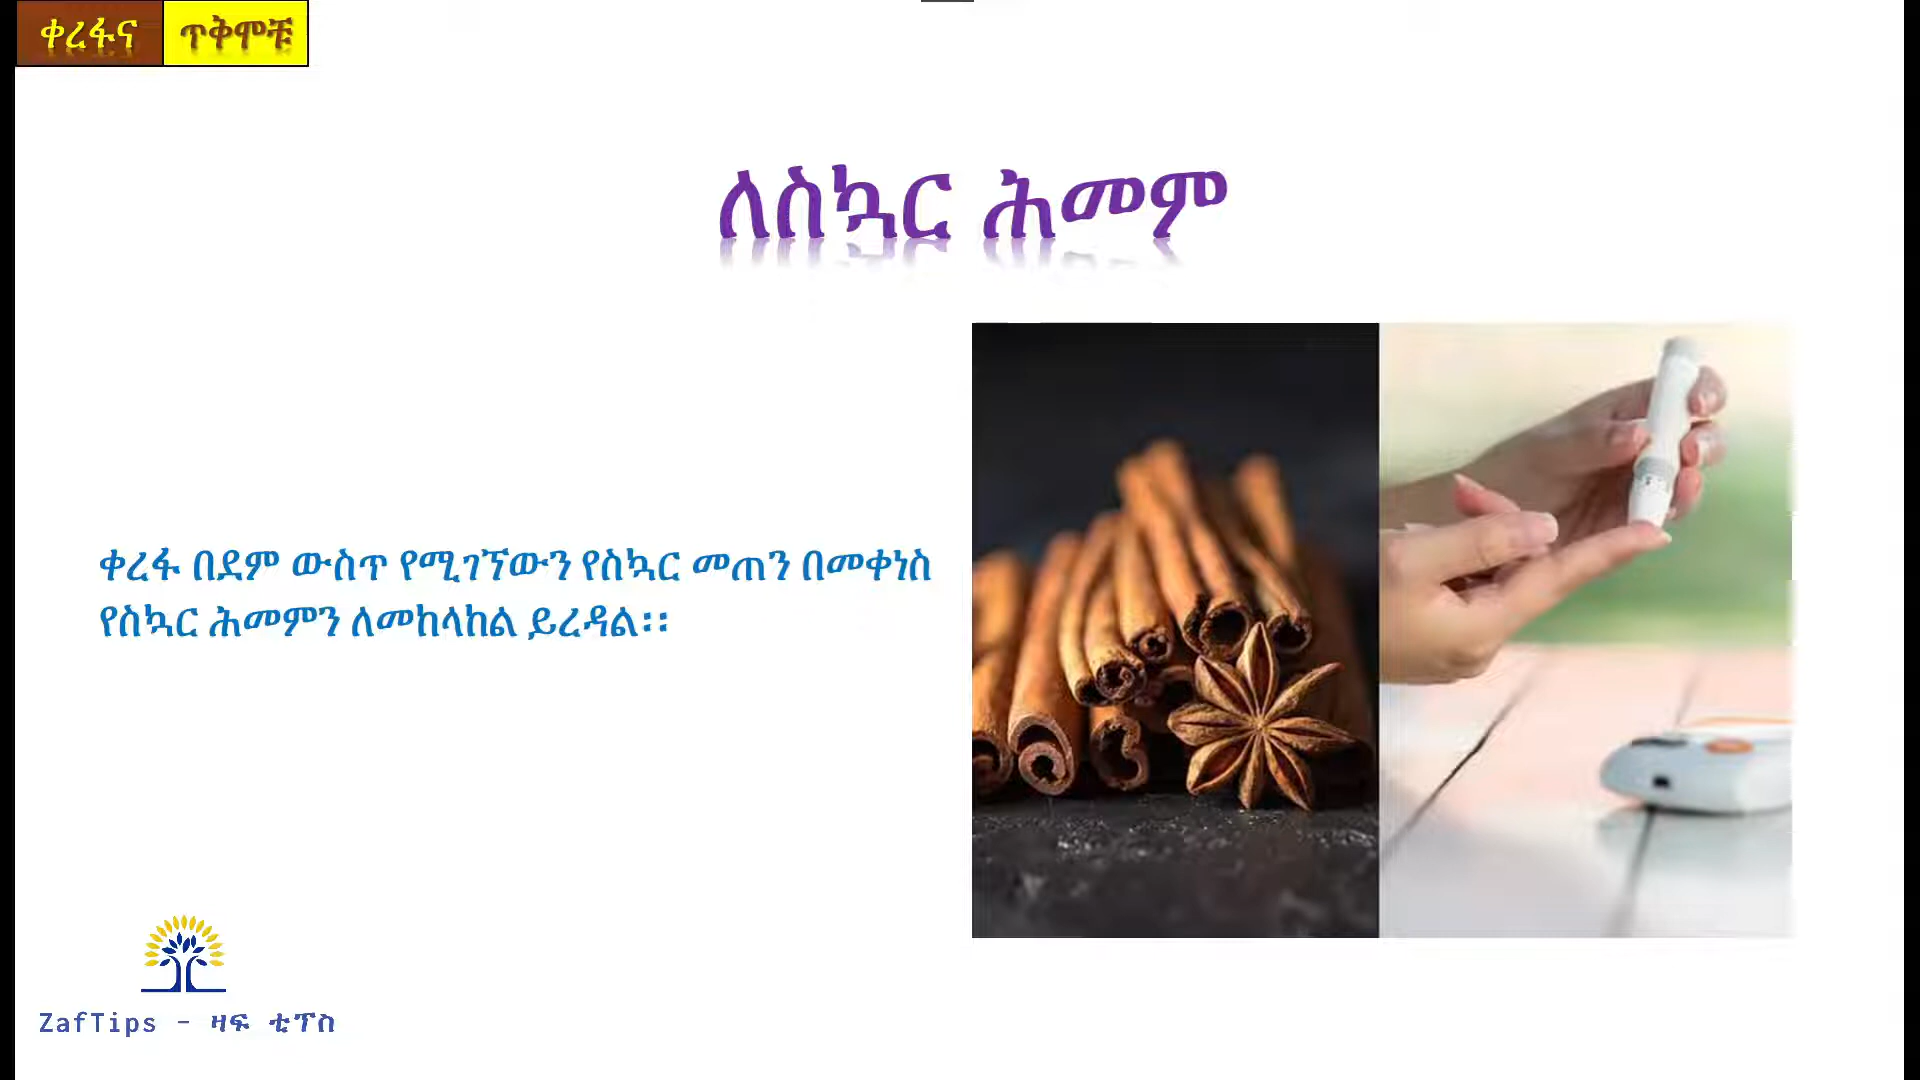 ቀረፋና ጥቅሞቹ
ለስኳር ሕመም
ቀረፋ በደም ውስጥ የሚገኘውን የስኳር መጠን በመቀነስ
የስኳር ሕመምን ለመከላከል ይረዳል፡፡
ZafTips - ዛፍ ቲፕስ